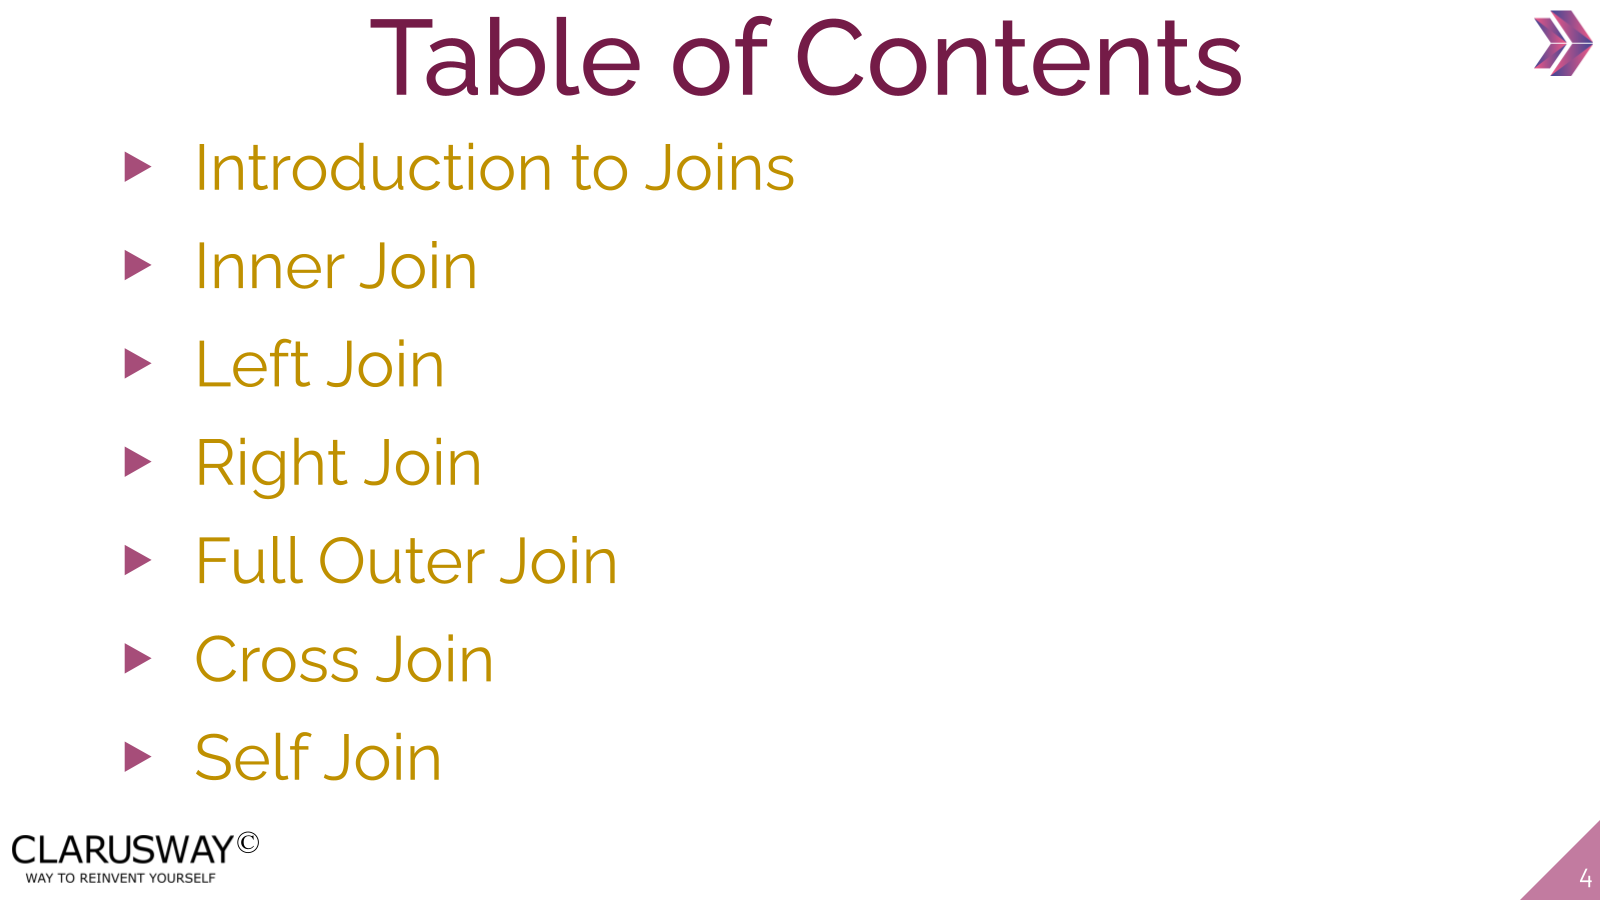 Table of Contents
Introduction to Joins
Inner Join
Left Join
Right Join
Full Outer Join
Cross Join
Self Join
CLARUSWAY©
WAY TO REINVENT YOURSELF
4